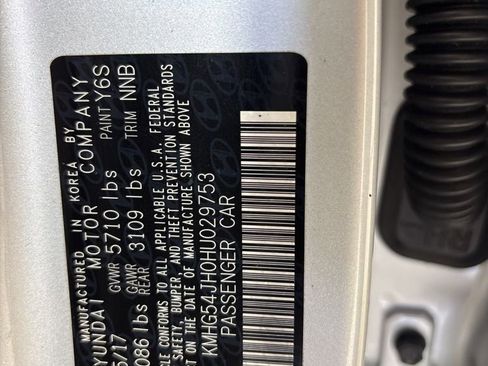 MANUFACTURED IN KOREA BY
HYUNDAI MOTOR COMPANY
5/17 GVWR 5710 lbs PAINT Y6S
086 lbs GAWR REAR 3109 lbs TRIM NNB
VEHICLE CONFORMS TO ALL APPLICABLE U.S.A. FEDERAL
SAFETY, BUMPER, AND THEFT PREVENTION STANDARDS
DATE OF MANUFACTURE SHOWN ABOVE
KMHG54JH0HU029753
PASSENGER CAR